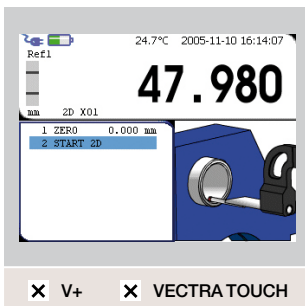 24.7°C 2005-11-10 16:14:07
Ref1
47.980
mm 2D X01
1 ZERO 0.000 mm
2 START 2D
V+ VECTRA TOUCH